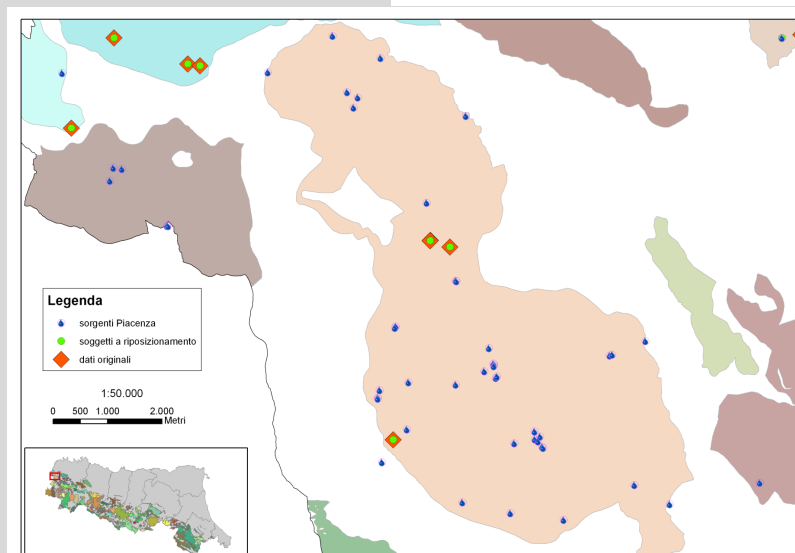 Legenda
sorgenti Piacenza
soggetti a riposizionamento
dati originali
1:50.000
0 500 1.000 2.000
Metri